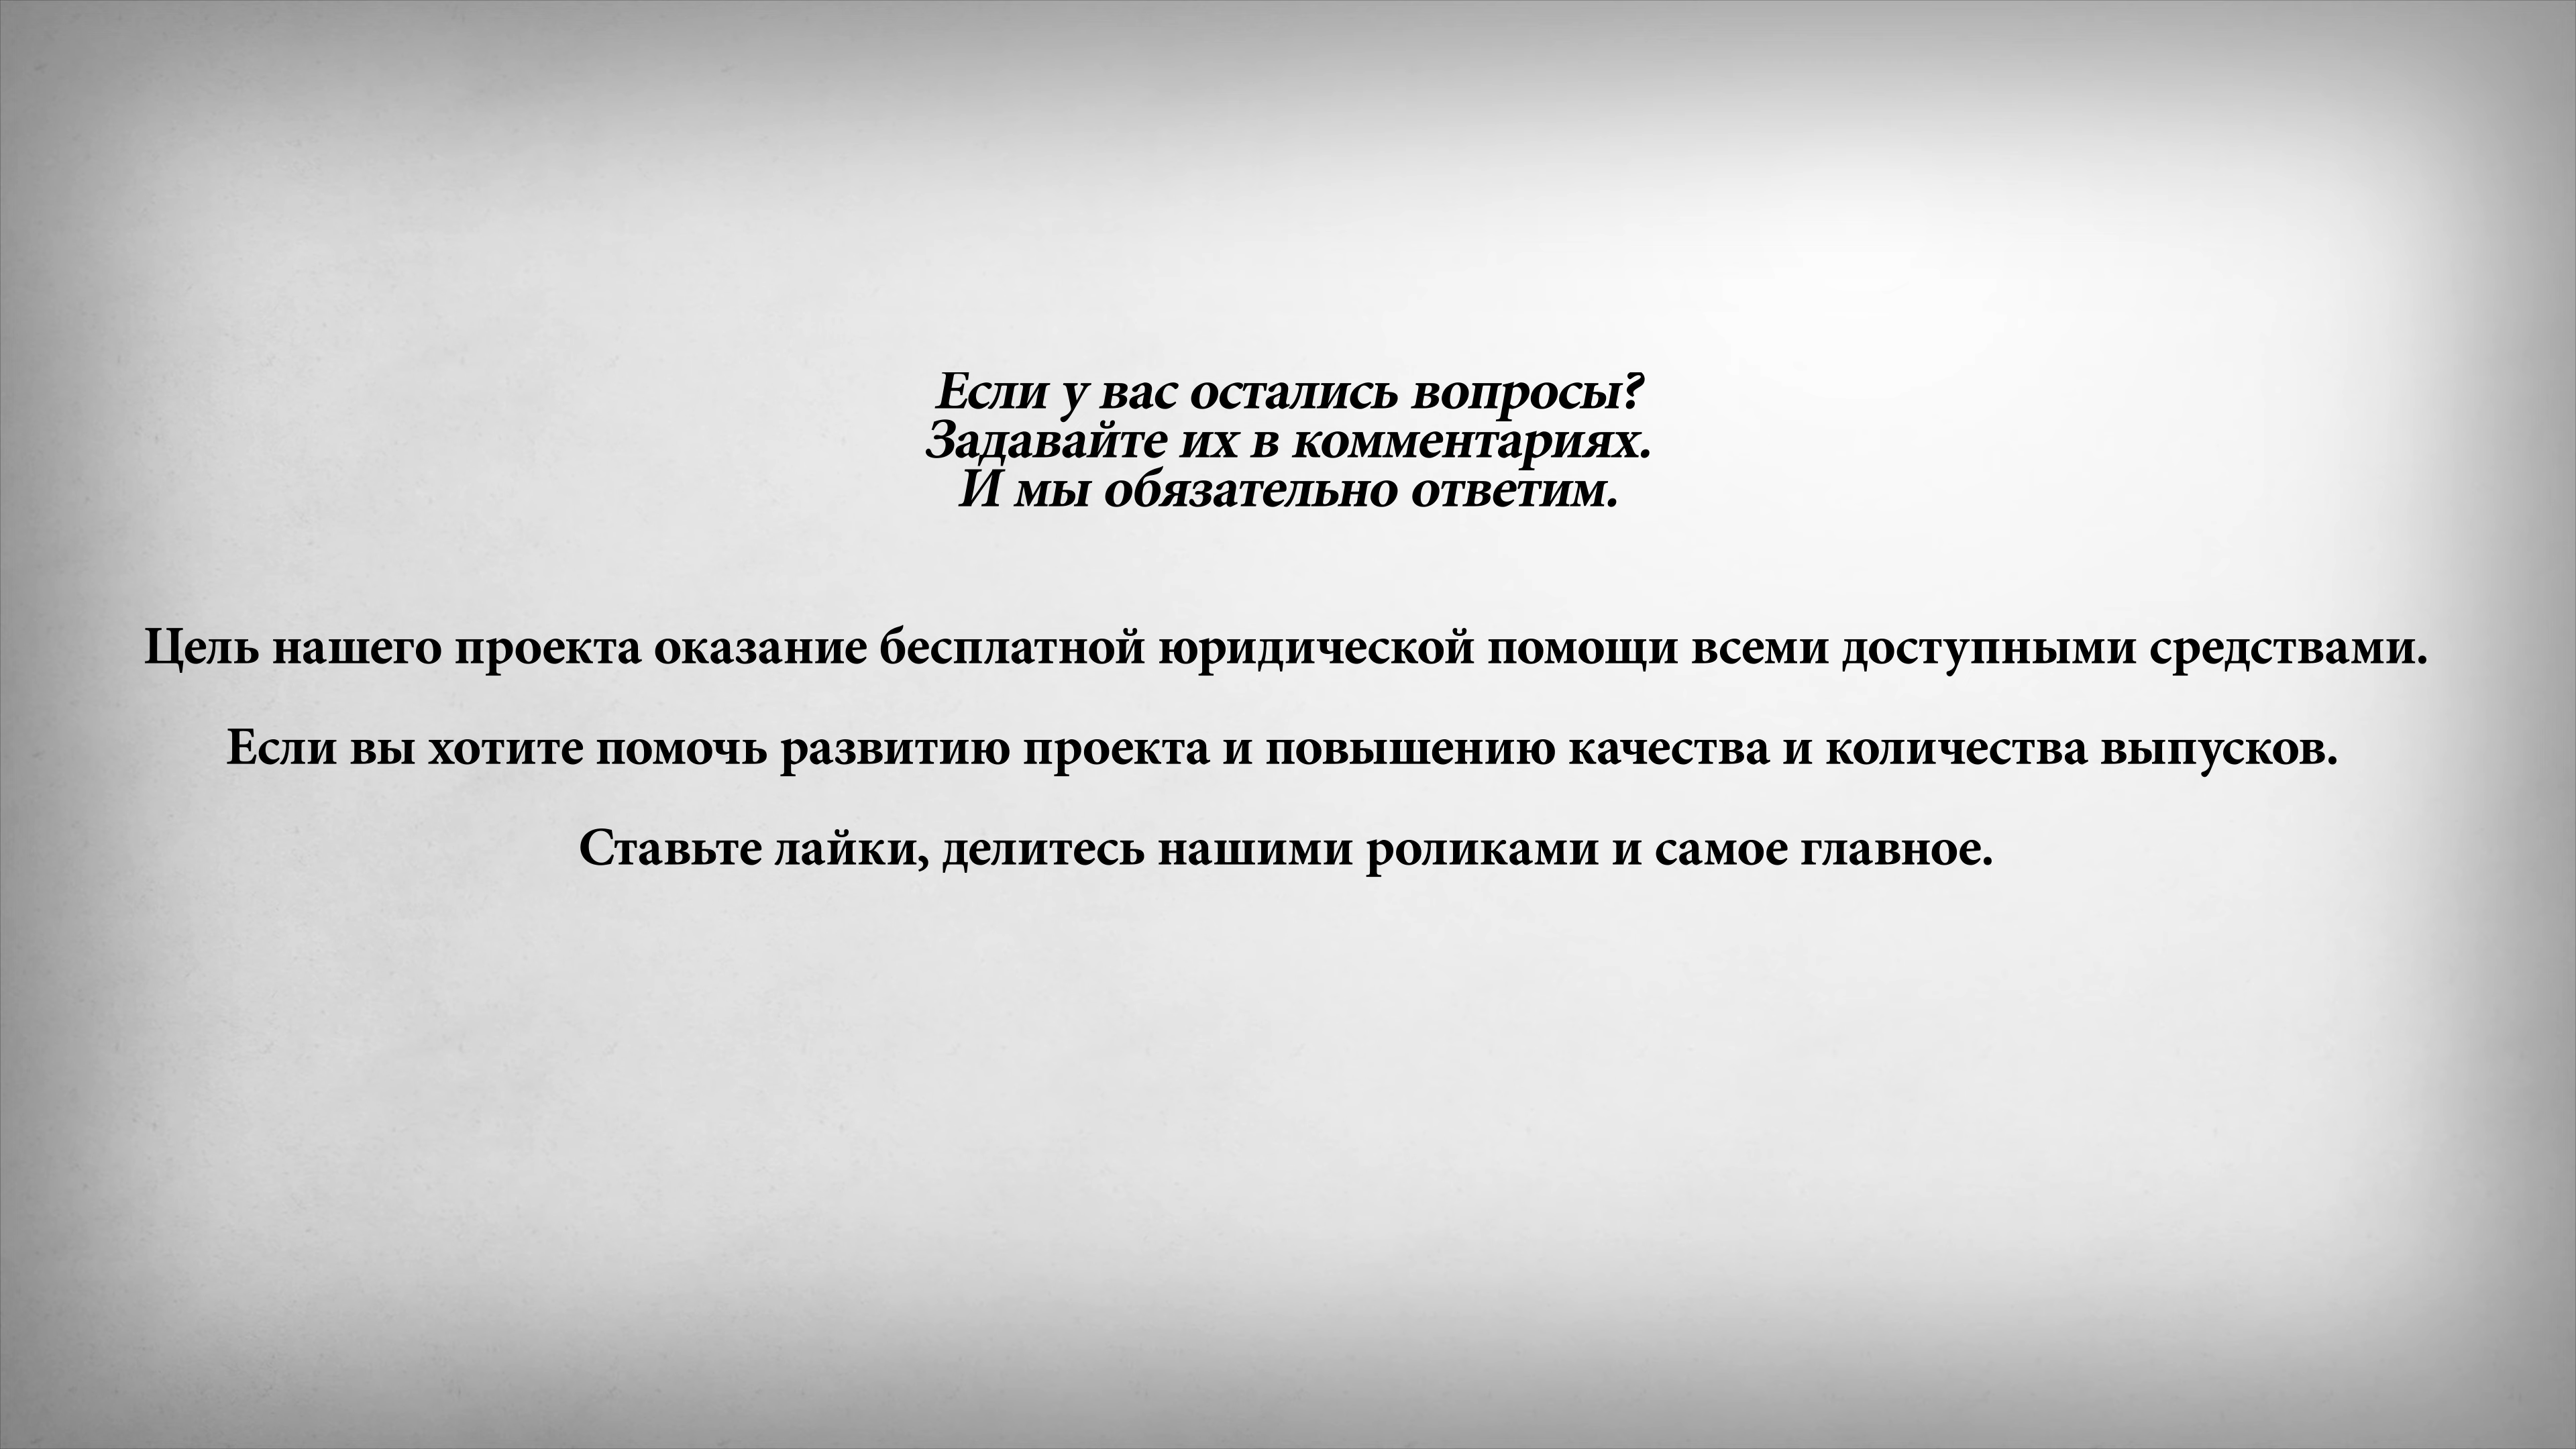 Если у вас остались вопросы?
Задавайте их в комментариях.
И мы обязательно ответим.
Цель нашего проекта оказание бесплатной юридической помощи всеми доступными средствами.
Если вы хотите помочь развитию проекта и повышению качества и количества выпусков.
Ставьте лайки, делитесь нашими роликами и самое главное.